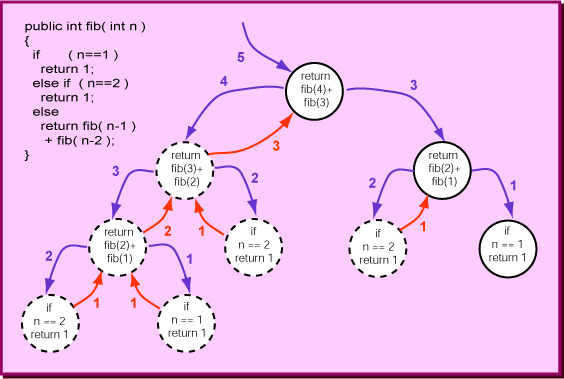 public int fib( int n )
{
if ( n==1 )
return 1;
else if ( n==2 )
return 1;
else
return fib( n-1 )
+ fib( n-2 );
}
5
return
fib(4)+
fib(3)
4
3
3
return
fib(3)+
fib(2)
return
fib(2)+
fib(1)
3
2
2
1
2
1
return
fib(2)+
fib(1)
if
n == 2
return 1
if
n == 2
return 1
1
if
n == 1
return 1
2
1
1
1
if
n == 2
return 1
if
n == 1
return 1